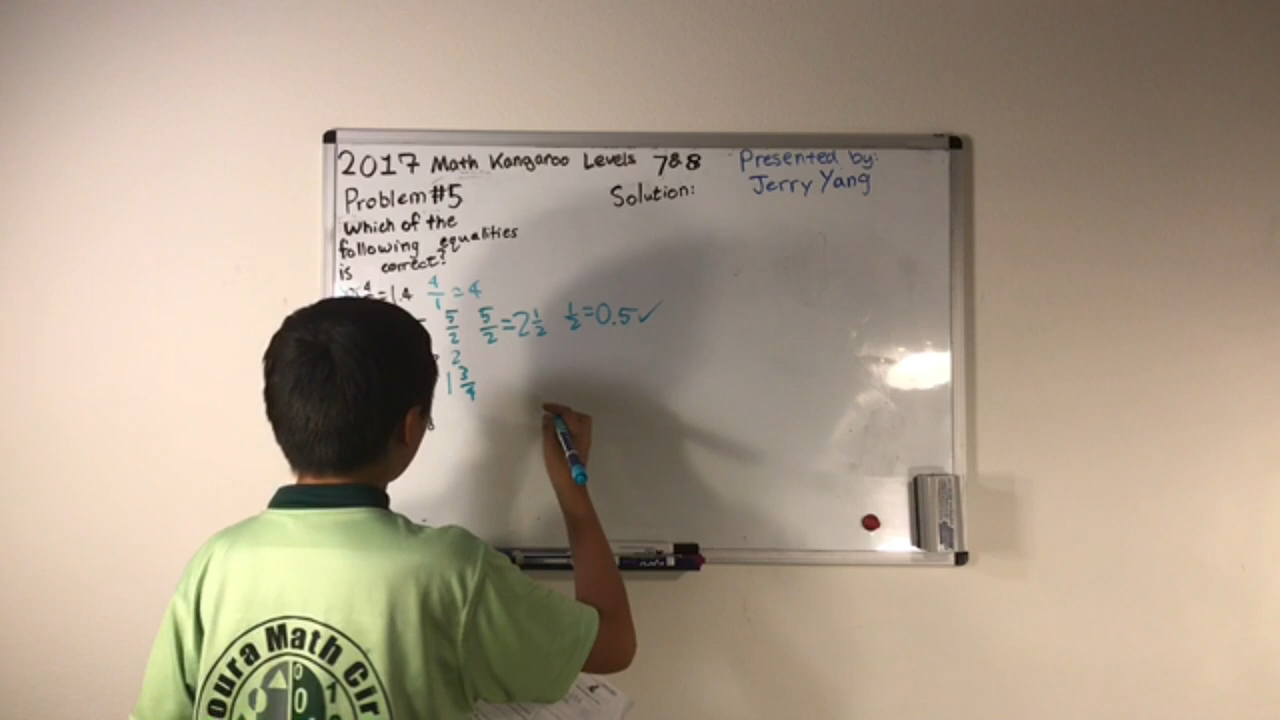 2017 Math Kangaroo Levels 7&8
Presented by:
Jerry Yang
Problem #5
Solution:
Which of the
following equalities
is correct?
=1.4 4/1 = 4
5/2 5/2 = 2 1/2 1/2 = 0.5 ✓
2
1 3/4
oura Math Cir